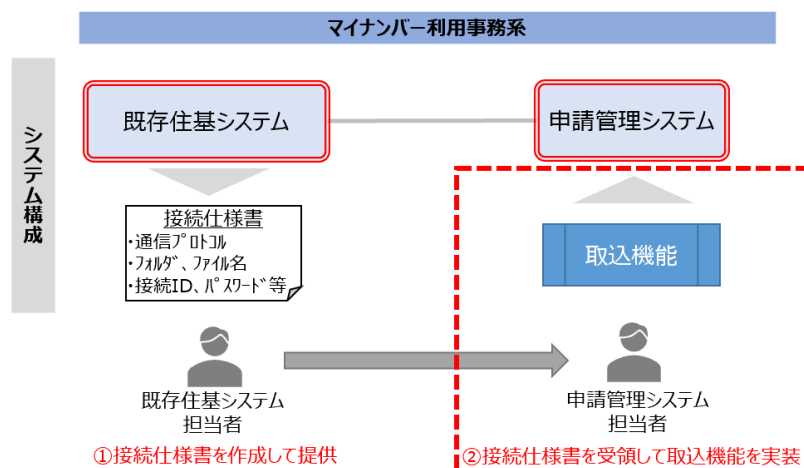 マイナンバー利用事務系
システム構成
既存住基システム
申請管理システム
接続仕様書
・通信ﾌﾟﾛﾄｺﾙ
・ﾌｫﾙﾀﾞ、ﾌｧｲﾙ名
・接続ID、ﾊﾟｽﾜｰﾄﾞ等
取込機能
既存住基システム
担当者
申請管理システム
担当者
①接続仕様書を作成して提供
②接続仕様書を受領して取込機能を実装